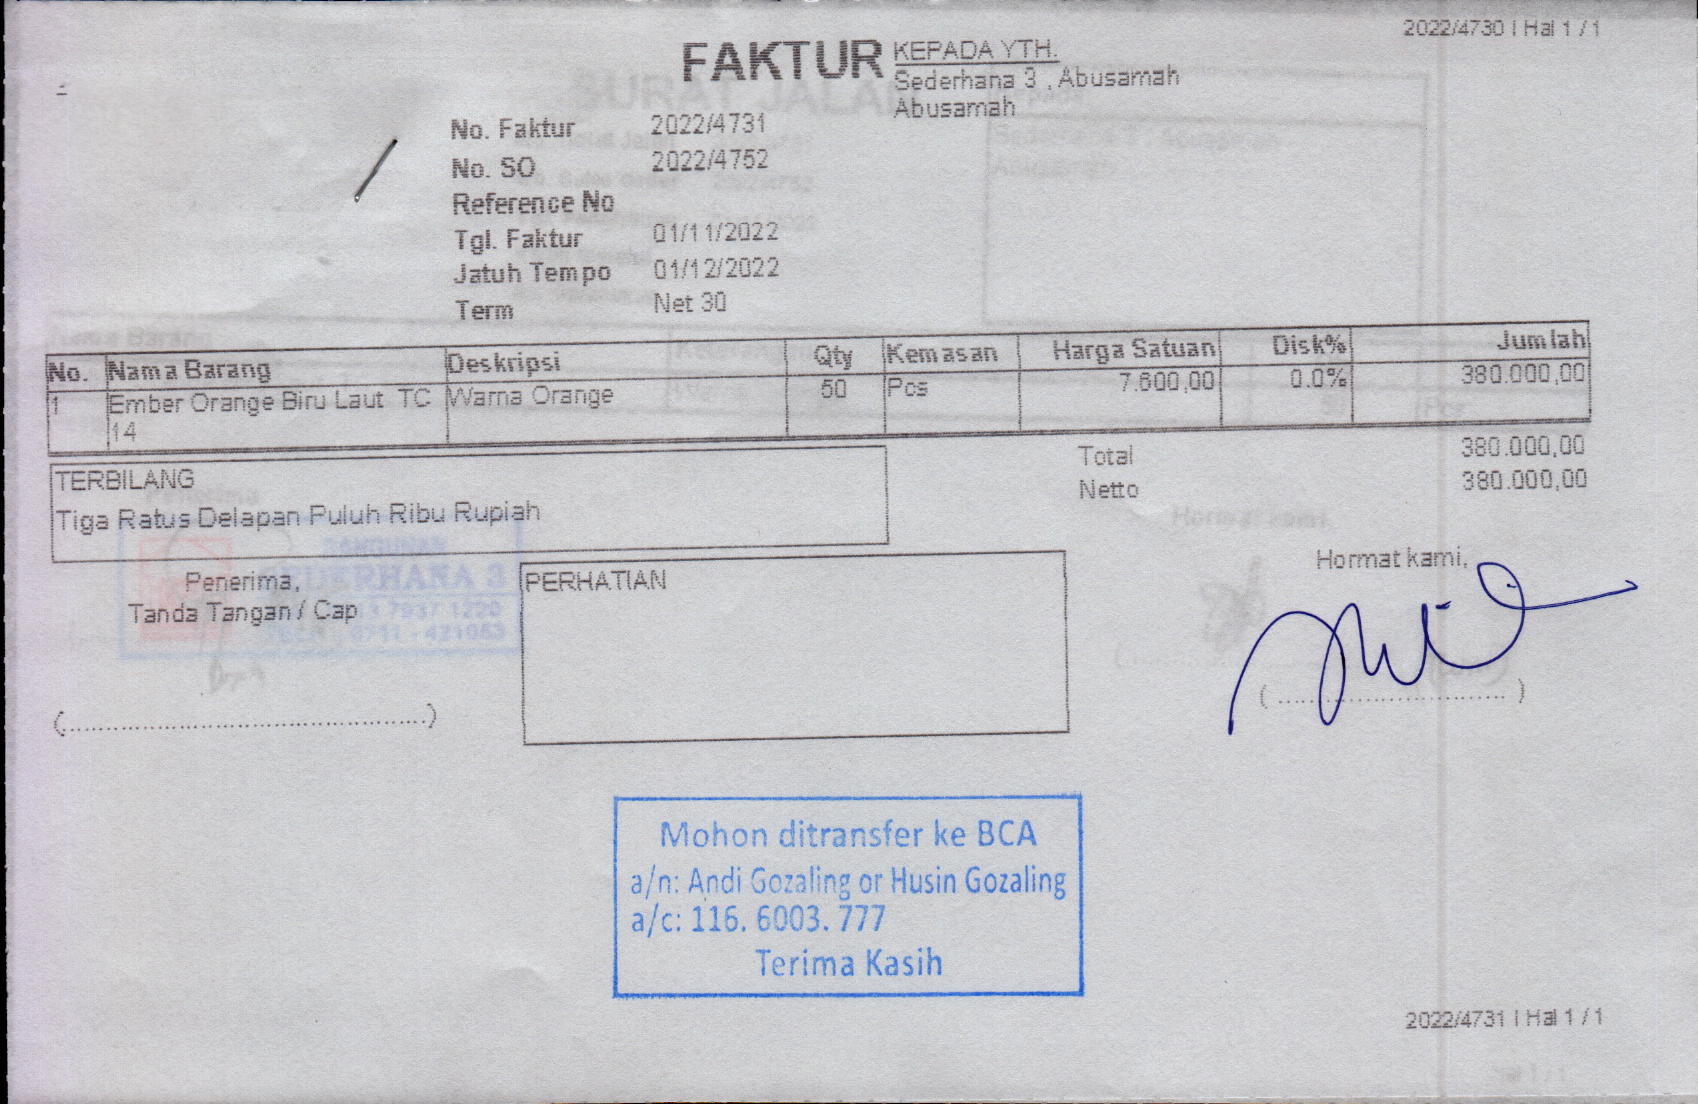 2022/4730 | Hal 1 / 1
FAKTUR
KEPADA YTH.
Sederhana 3 , Abusamah
Abusamah
No. Faktur 2022/4731
No. SO 2022/4752
Reference No
Tgl. Faktur 01/11/2022
Jatuh Tempo 01/12/2022
Term Net 30
No. Nama Barang Deskripsi Qty Kemasan Harga Satuan Disk% Jumlah
1 Ember Orange Biru Laut TC Warna Orange 50 Pcs 7.600,00 0.0% 380.000,00
14
Total 380.000,00
Netto 380.000,00
TERBILANG
Tiga Ratus Delapan Puluh Ribu Rupiah
Penerima,
Tanda Tangan / Cap
(..............................................)
PERHATIAN
Hormat kami,
( ............................. )
Mohon ditransfer ke BCA
a/n: Andi Gozaling or Husin Gozaling
a/c: 116. 6003. 777
Terima Kasih
2022/4731 | Hal 1 / 1